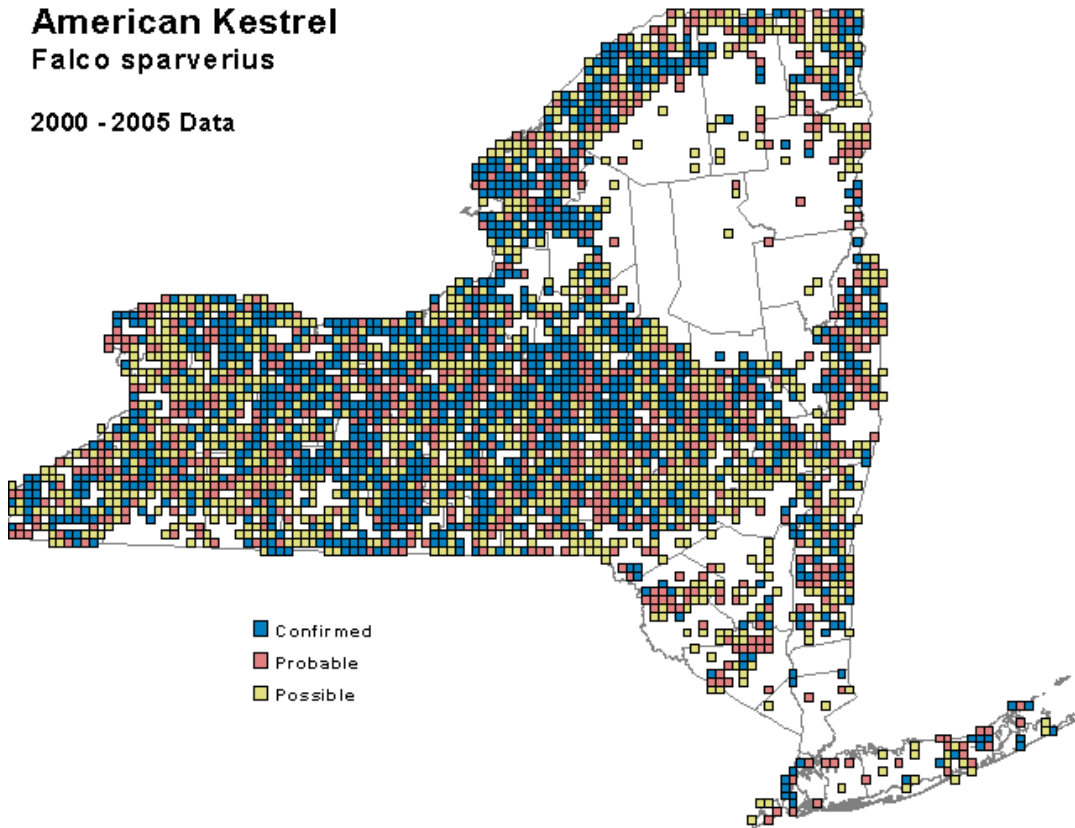 American Kestrel
Falco sparverius
2000 - 2005 Data
Confirmed
Probable
Possible